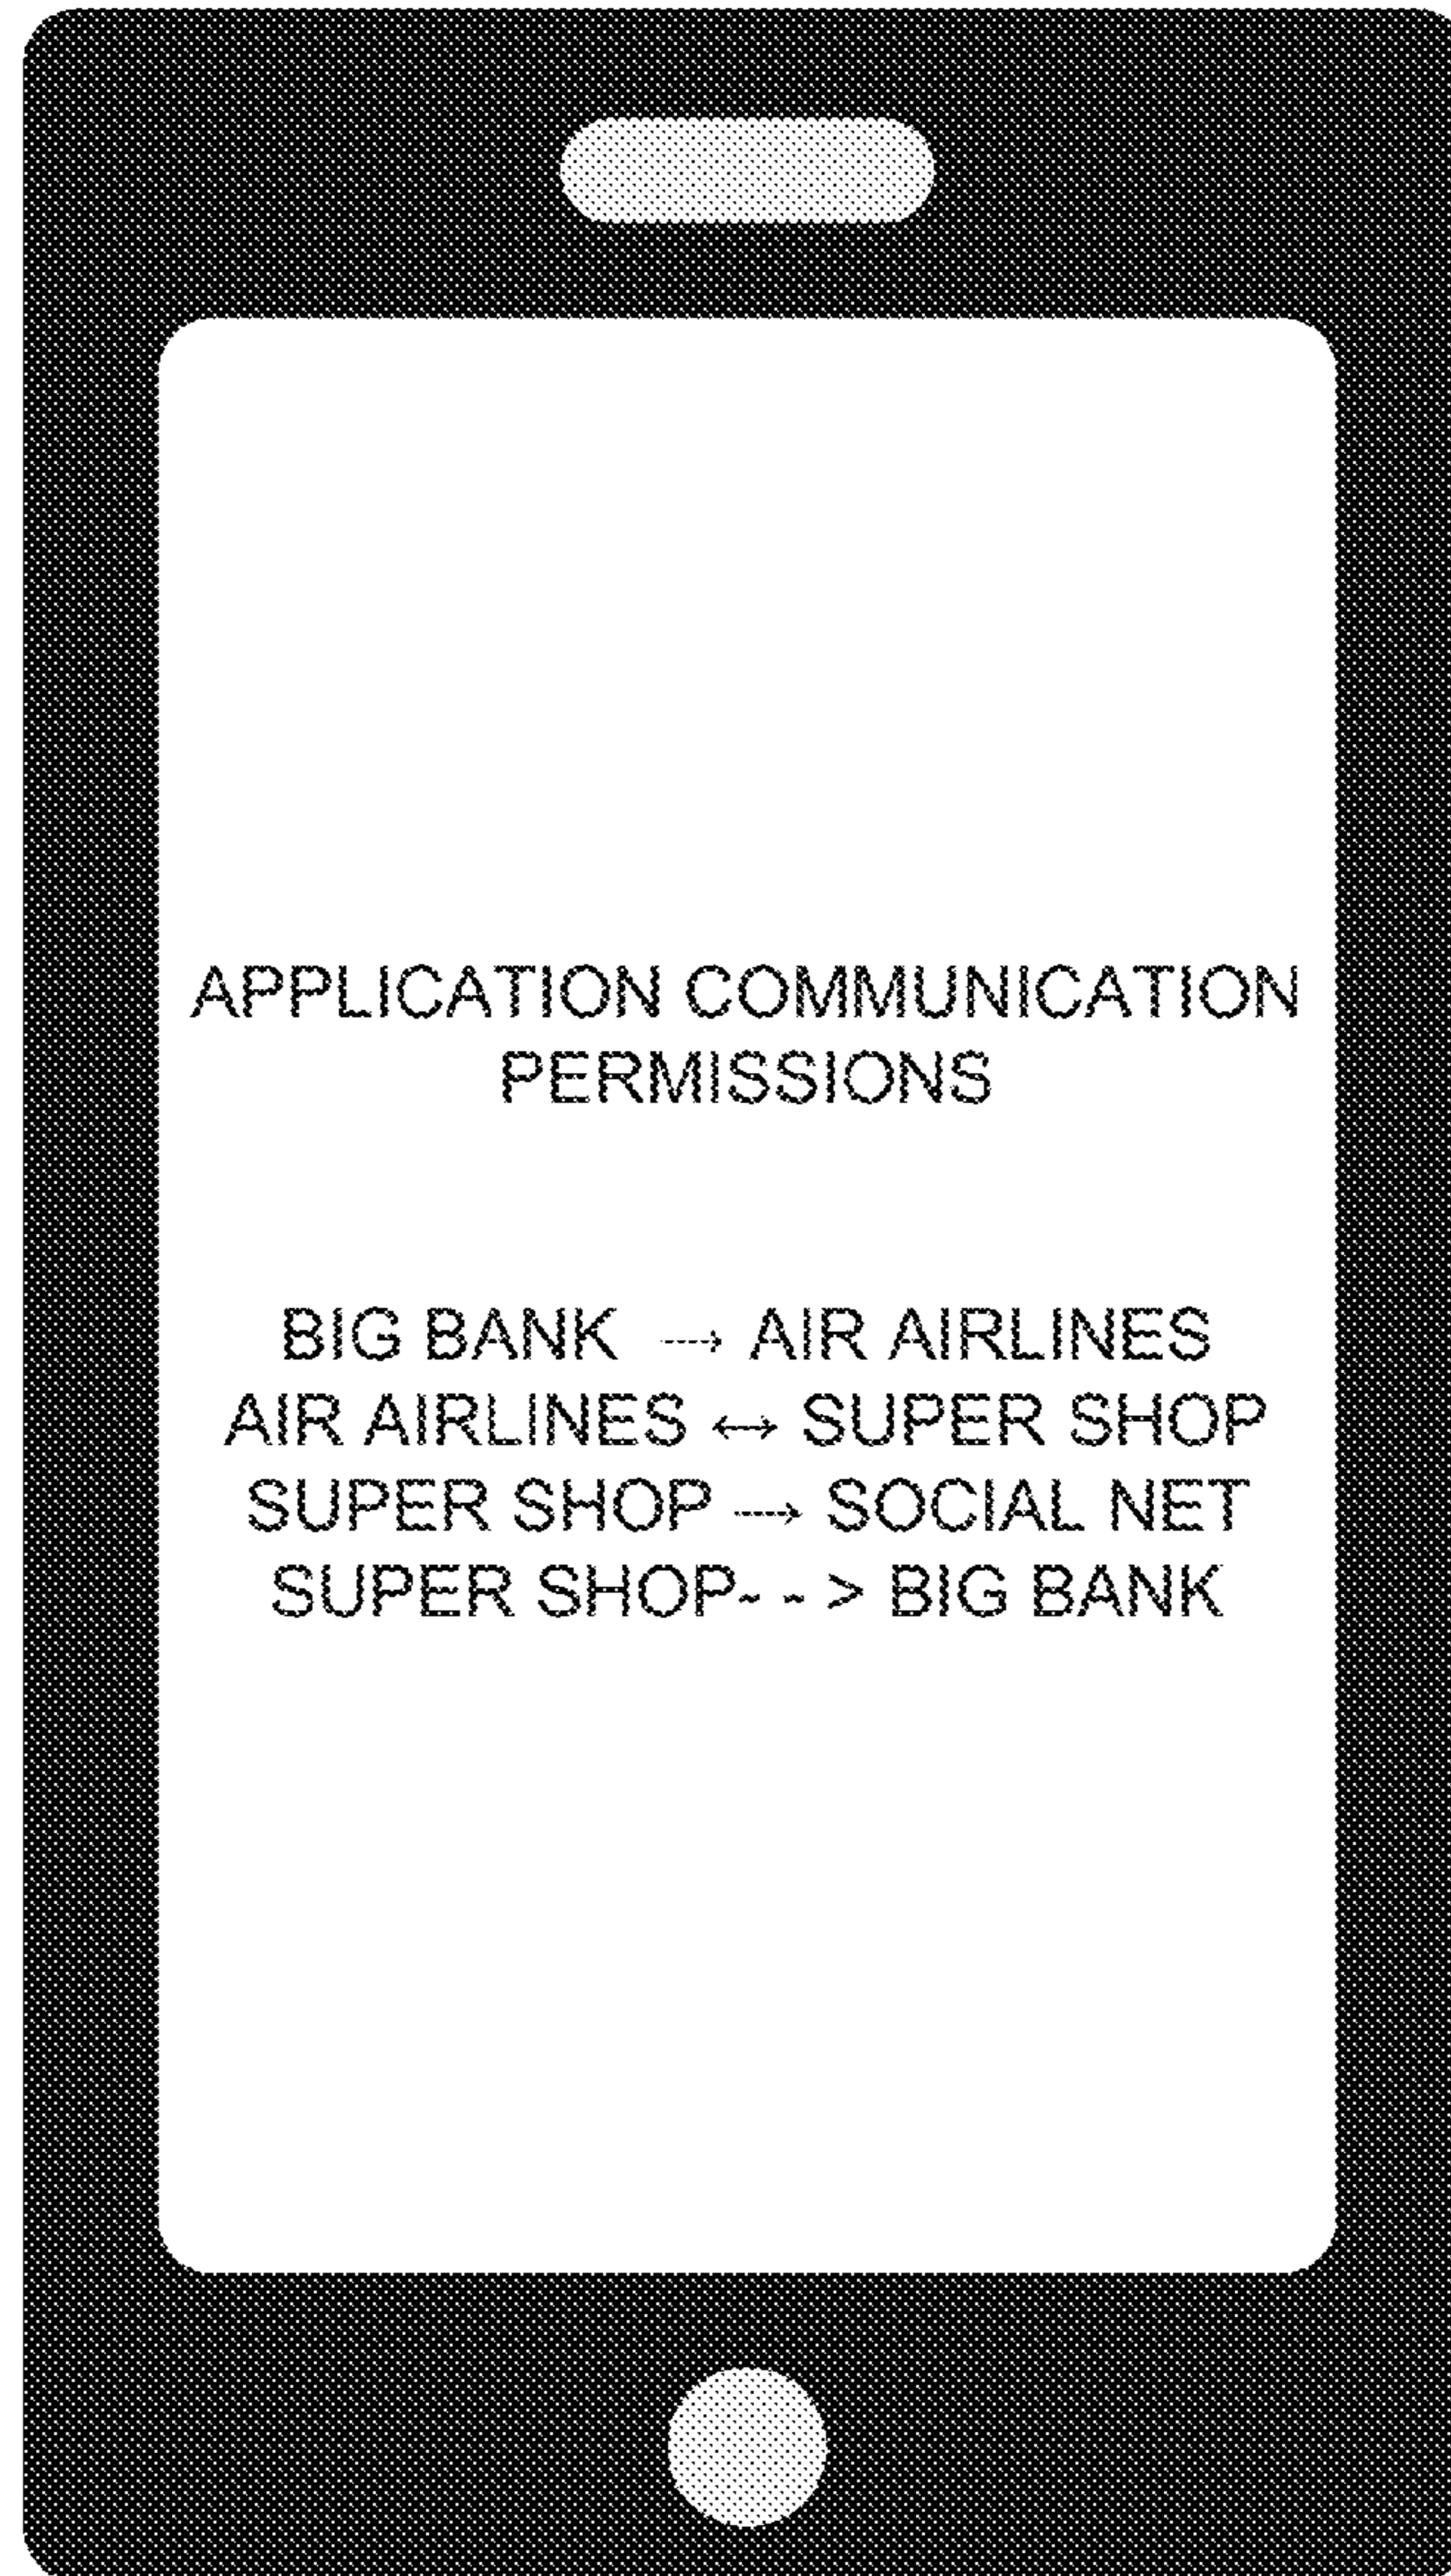 APPLICATION COMMUNICATION
PERMISSIONS
BIG BANK → AIR AIRLINES
AIR AIRLINES ↔ SUPER SHOP
SUPER SHOP → SOCIAL NET
SUPER SHOP- - > BIG BANK